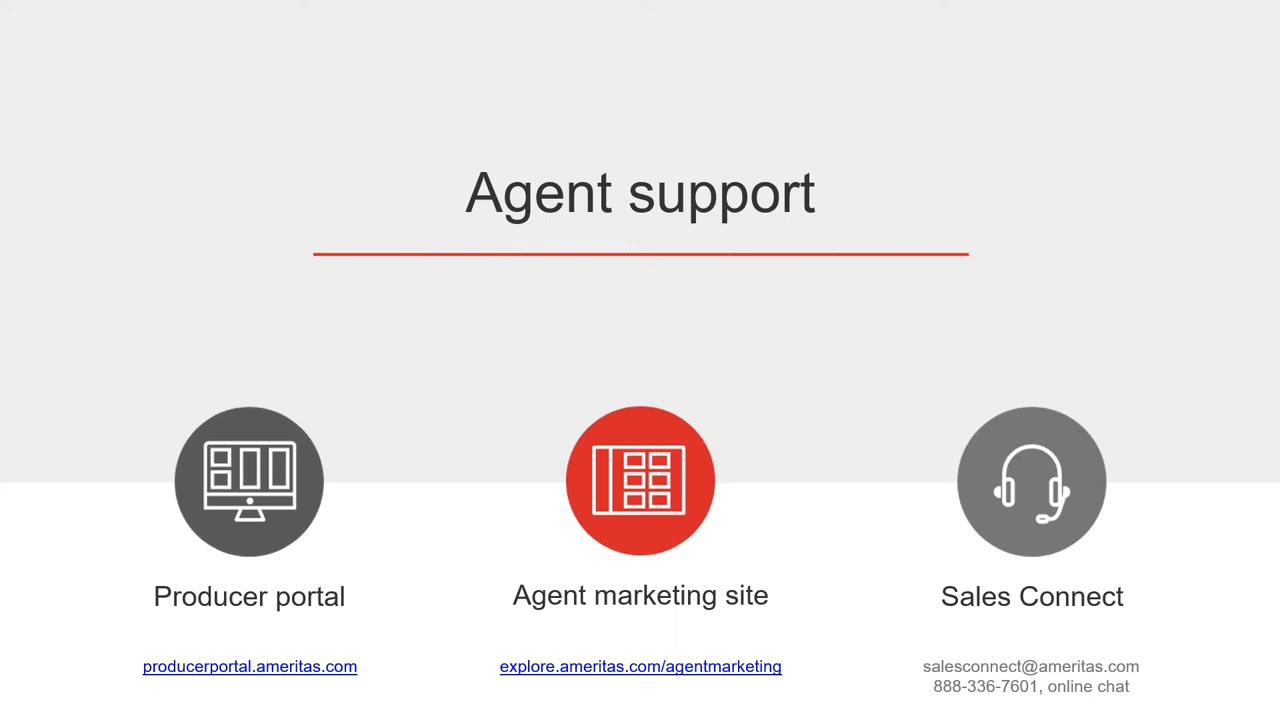 Agent support
Producer portal
Agent marketing site
Sales Connect
producerportal.ameritas.com
explore.ameritas.com/agentmarketing
salesconnect@ameritas.com
888-336-7601, online chat